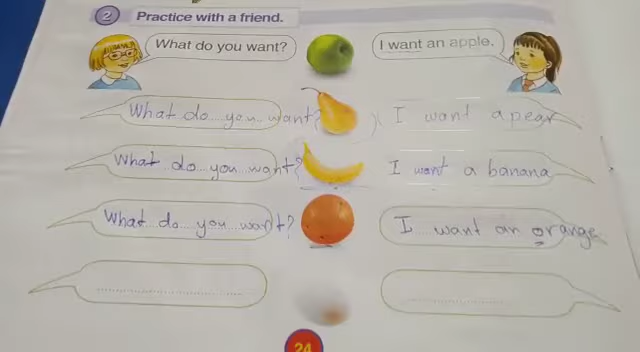 2 Practice with a friend.
What do you want? I want an apple.
What do you want? I want a pear
What do you want? I want a banana
What do you want? I want an orange
24